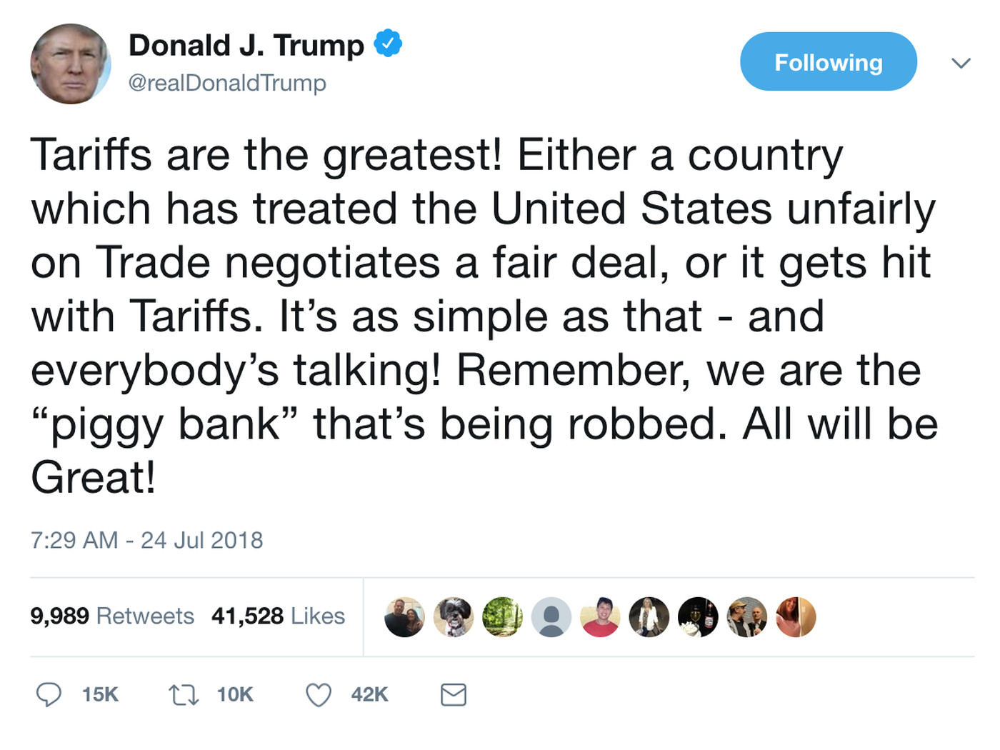 Donald J. Trump
@realDonaldTrump
Following
Tariffs are the greatest! Either a country
which has treated the United States unfairly
on Trade negotiates a fair deal, or it gets hit
with Tariffs. It’s as simple as that - and
everybody’s talking! Remember, we are the
“piggy bank” that’s being robbed. All will be
Great!
7:29 AM - 24 Jul 2018
9,989 Retweets 41,528 Likes
15K 10K 42K